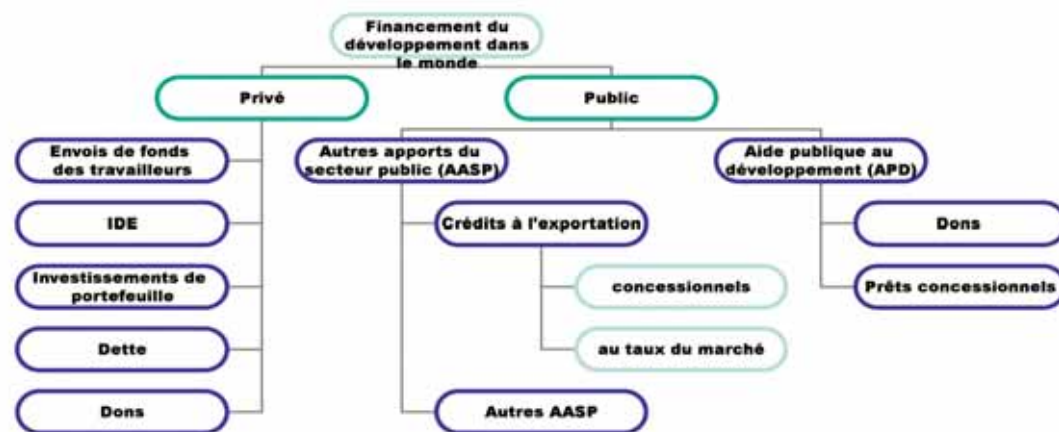 Financement du
développement dans
le monde
Privé
Public
Envois de fonds
des travailleurs
Autres apports du
secteur public (AASP)
Aide publique au
développement (APD)
IDE
Crédits à l'exportation
Dons
Investissements de
portefeuille
concessionnels
Prêts concessionnels
Dette
au taux du marché
Dons
Autres AASP